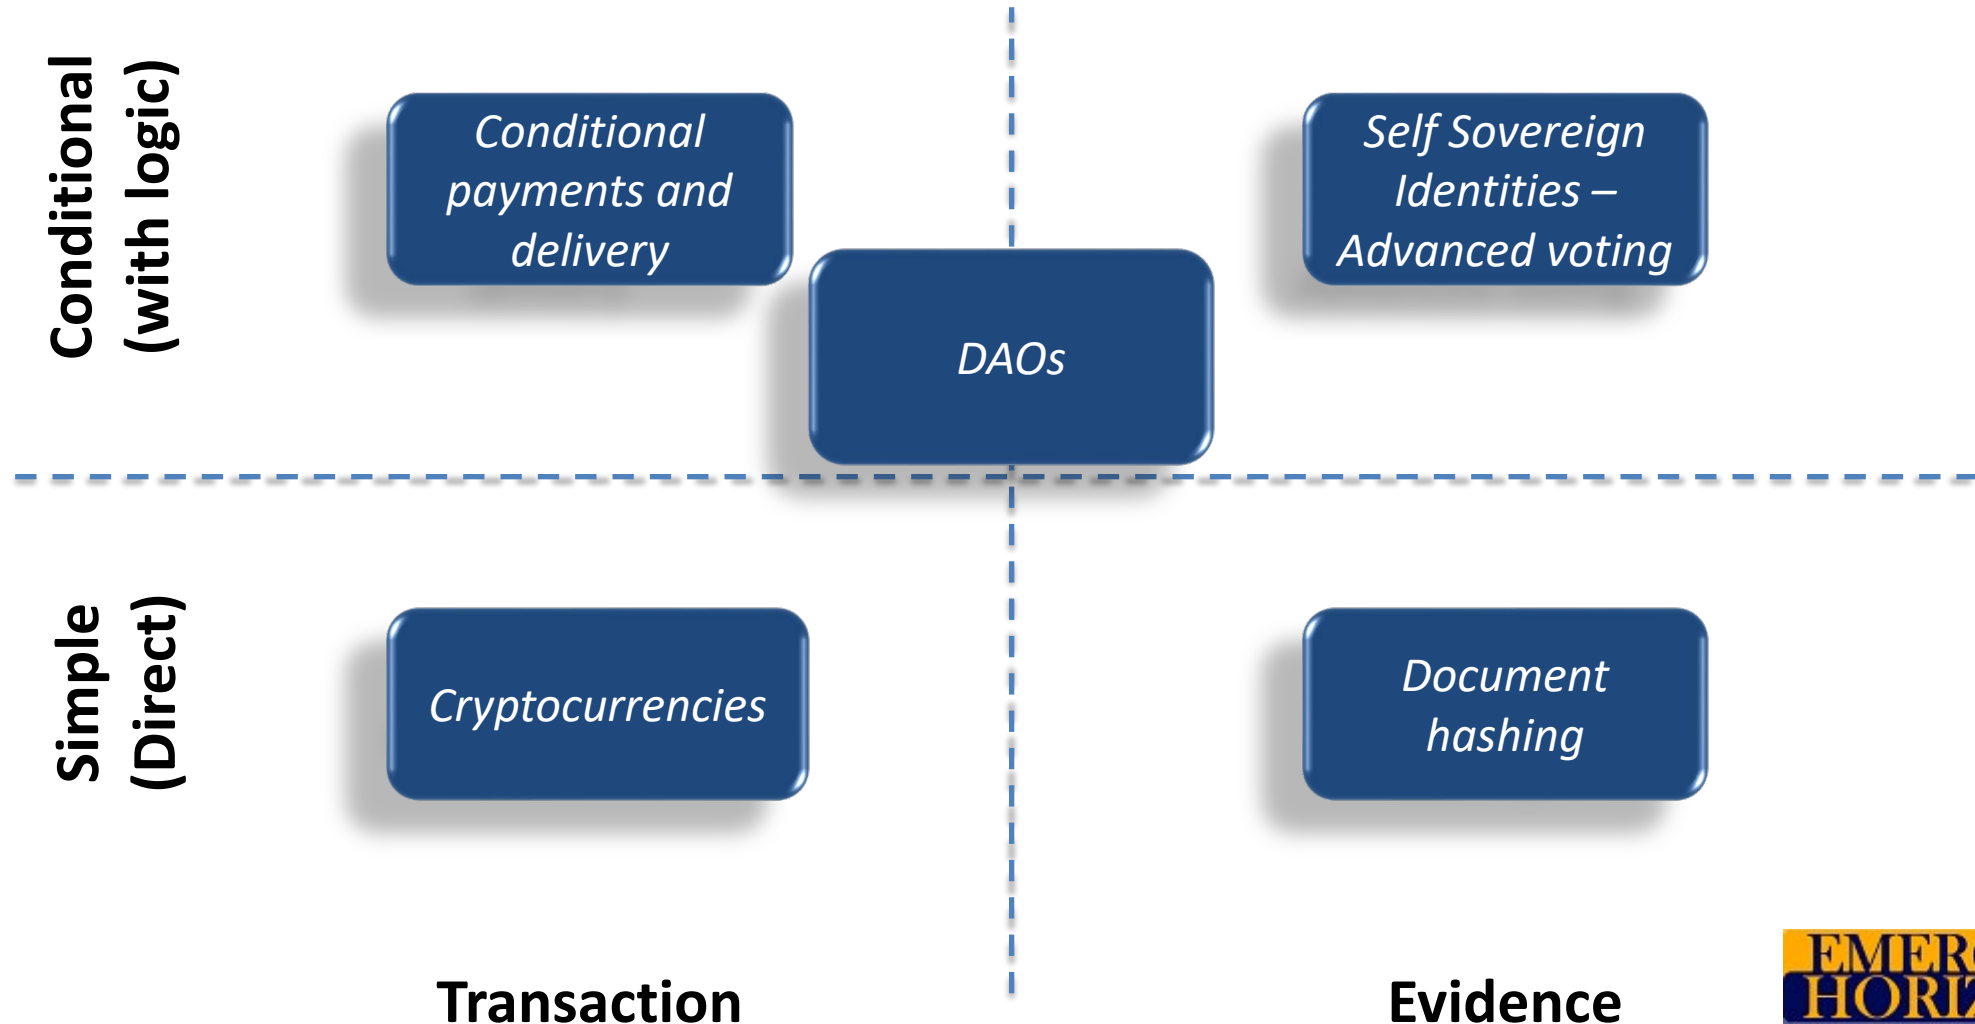 Conditional
(with logic)
Conditional
payments and
delivery
Self Sovereign
Identities –
Advanced voting
DAOs
Simple
(Direct)
Cryptocurrencies
Document
hashing
Transaction
Evidence